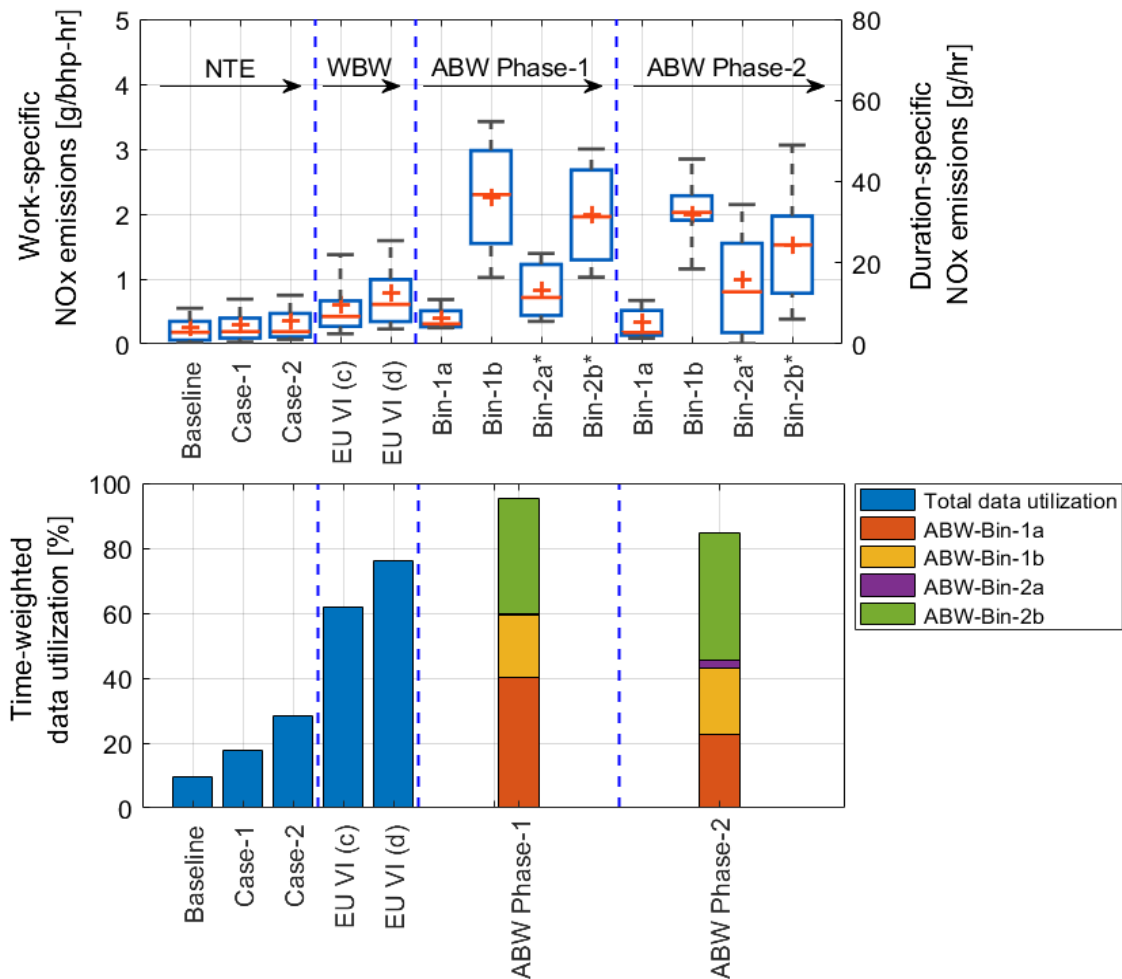 Work-specific
NOx emissions [g/bhp-hr]
5
4
3
2
1
0
NTE
WBW
ABW Phase-1
ABW Phase-2
80
60
40
20
0
Duration-specific
NOx emissions [g/hr]
Baseline
Case-1
Case-2
EU VI (c)
EU VI (d)
Bin-1a
Bin-1b
Bin-2a*
Bin-2b*
Bin-1a
Bin-1b
Bin-2a*
Bin-2b*
Time-weighted
data utilization [%]
100
80
60
40
20
0
Baseline
Case-1
Case-2
EU VI (c)
EU VI (d)
ABW Phase-1
ABW Phase-2
Total data utilization
ABW-Bin-1a
ABW-Bin-1b
ABW-Bin-2a
ABW-Bin-2b